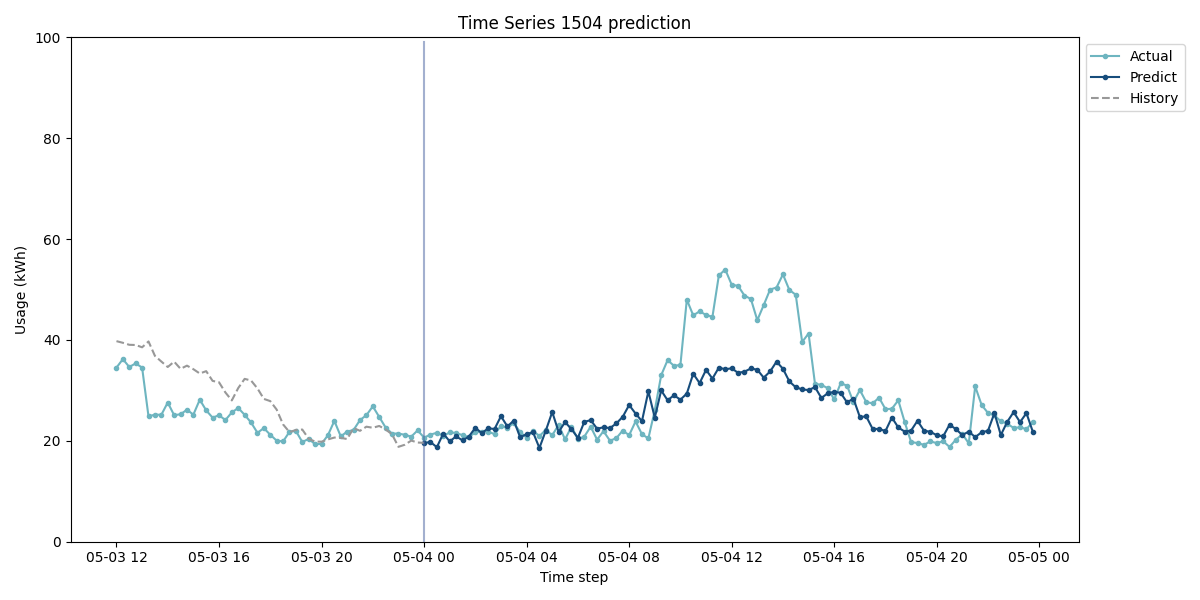 Time Series 1504 prediction
100
80
60
40
20
0
Usage (kWh)
05-03 12
05-03 16
05-03 20
05-04 00
05-04 04
05-04 08
05-04 12
05-04 16
05-04 20
05-05 00
Time step
Actual
Predict
History